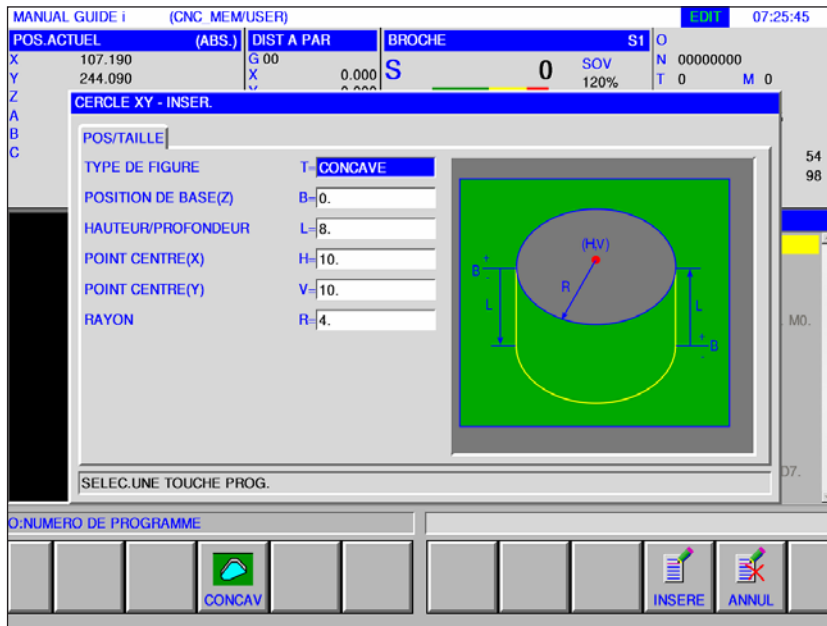 MANUAL GUIDE i (CNC_MEM/USER) EDIT 07:25:45
POS.ACTUEL (ABS.) DIST A PAR BROCHE S1 O
X 107.190 G 00 S 0 SOV N 00000000
Y 244.090 X 0.000 120% T 0 M 0
Z
A
B
C
54
98
CERCLE XY - INSER.
POS/TAILLE
TYPE DE FIGURE T=CONCAVE
POSITION DE BASE(Z) B=0.
HAUTEUR/PROFONDEUR L=8.
POINT CENTRE(X) H=10.
POINT CENTRE(Y) V=10.
RAYON R=4.
(H,V)
+
B
-
R
L
L
+
B
-
M0.
D7.
SELEC.UNE TOUCHE PROG.
O:NUMERO DE PROGRAMME
CONCAV INSERE ANNUL